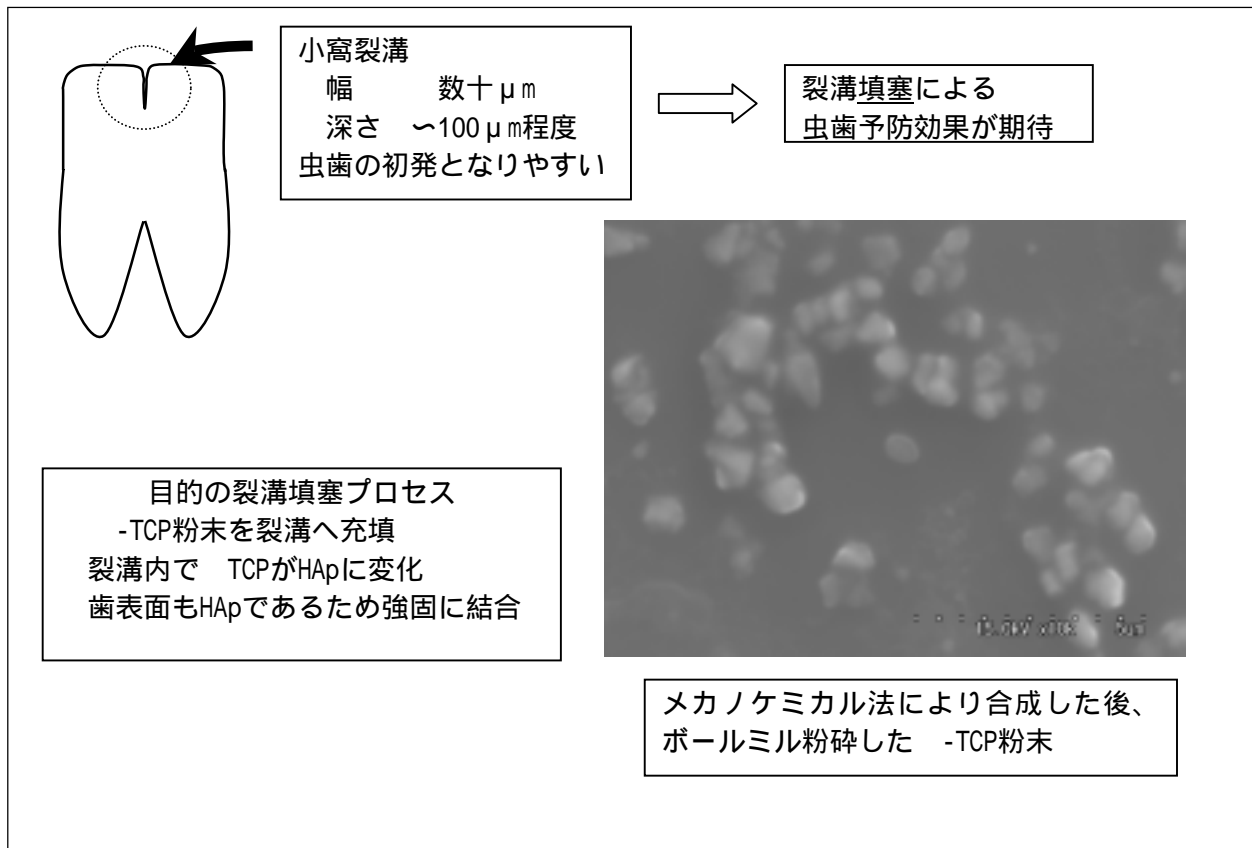 小窩裂溝
幅　　　数十μm
深さ　〜100μm程度
虫歯の初発となりやすい
裂溝填塞による
虫歯予防効果が期待
目的の裂溝填塞プロセス
-TCP粉末を裂溝へ充填
裂溝内で　TCPがHApに変化
歯表面もHApであるため強固に結合
メカノケミカル法により合成した後、
ボールミル粉砕した　-TCP粉末